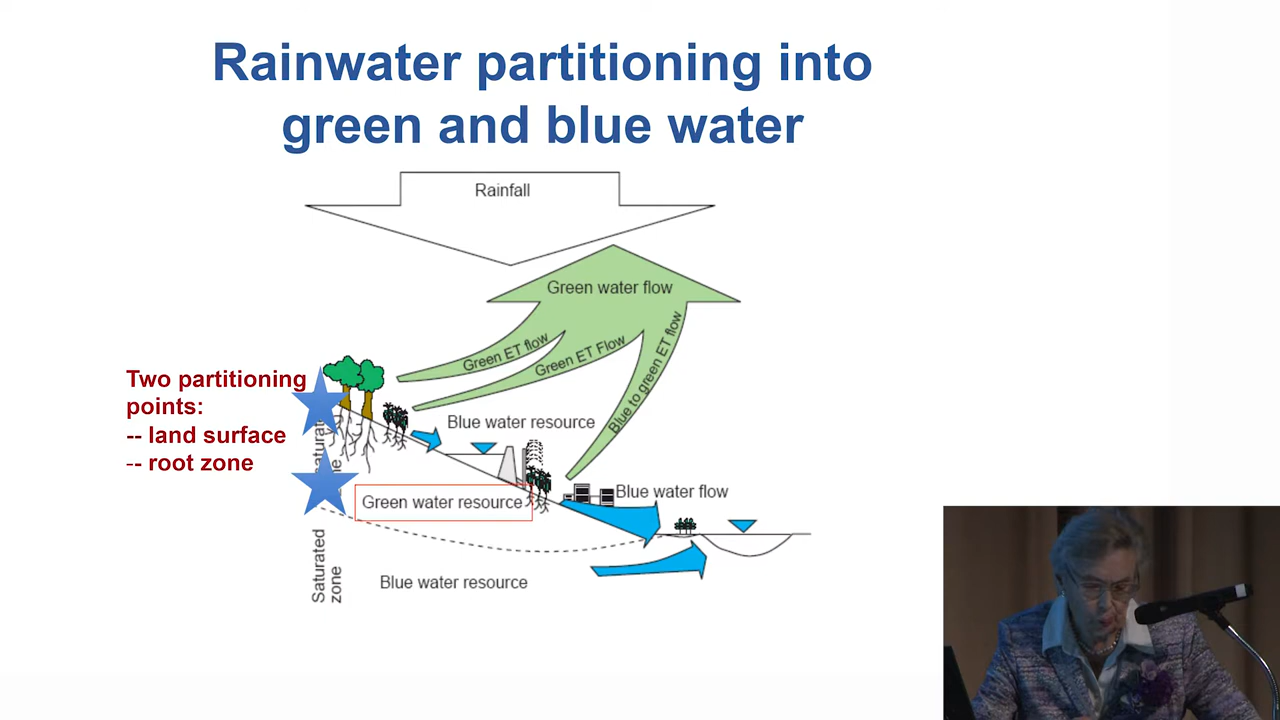 Rainwater partitioning into
green and blue water
Rainfall
Green water flow
Green ET flow
Green ET Flow
Blue to green ET flow
Two partitioning
points:
-- land surface
-- root zone
Blue water resource
Green water resource
Blue water flow
Saturated
zone
Blue water resource